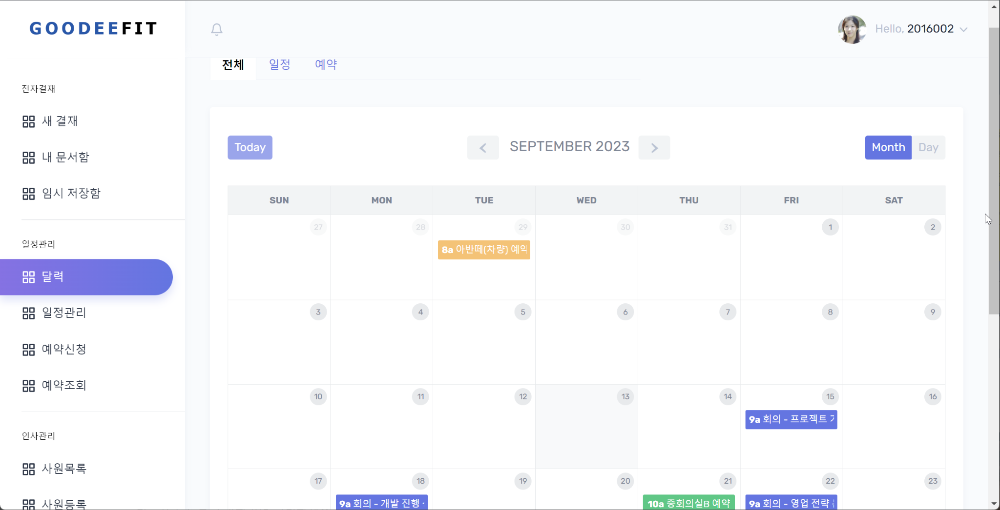 GOODEEFIT
Hello, 2016002
전체 일정 예약
전자결재
새 결재
내 문서함
임시 저장함
일정관리
달력
일정관리
예약신청
예약조회
인사관리
사원목록
사원등록
Today
SEPTEMBER 2023
Month Day
SUN MON TUE WED THU FRI SAT
27 28 29 30 31 1 2
8a 아반떼(차량) 예약
3 4 5 6 7 8 9
10 11 12 13 14 15 16
9a 회의 - 프로젝트
17 18 19 20 21 22 23
9a 회의 - 개발 진행
10a 중회의실B 예약
9a 회의 - 영업 전략